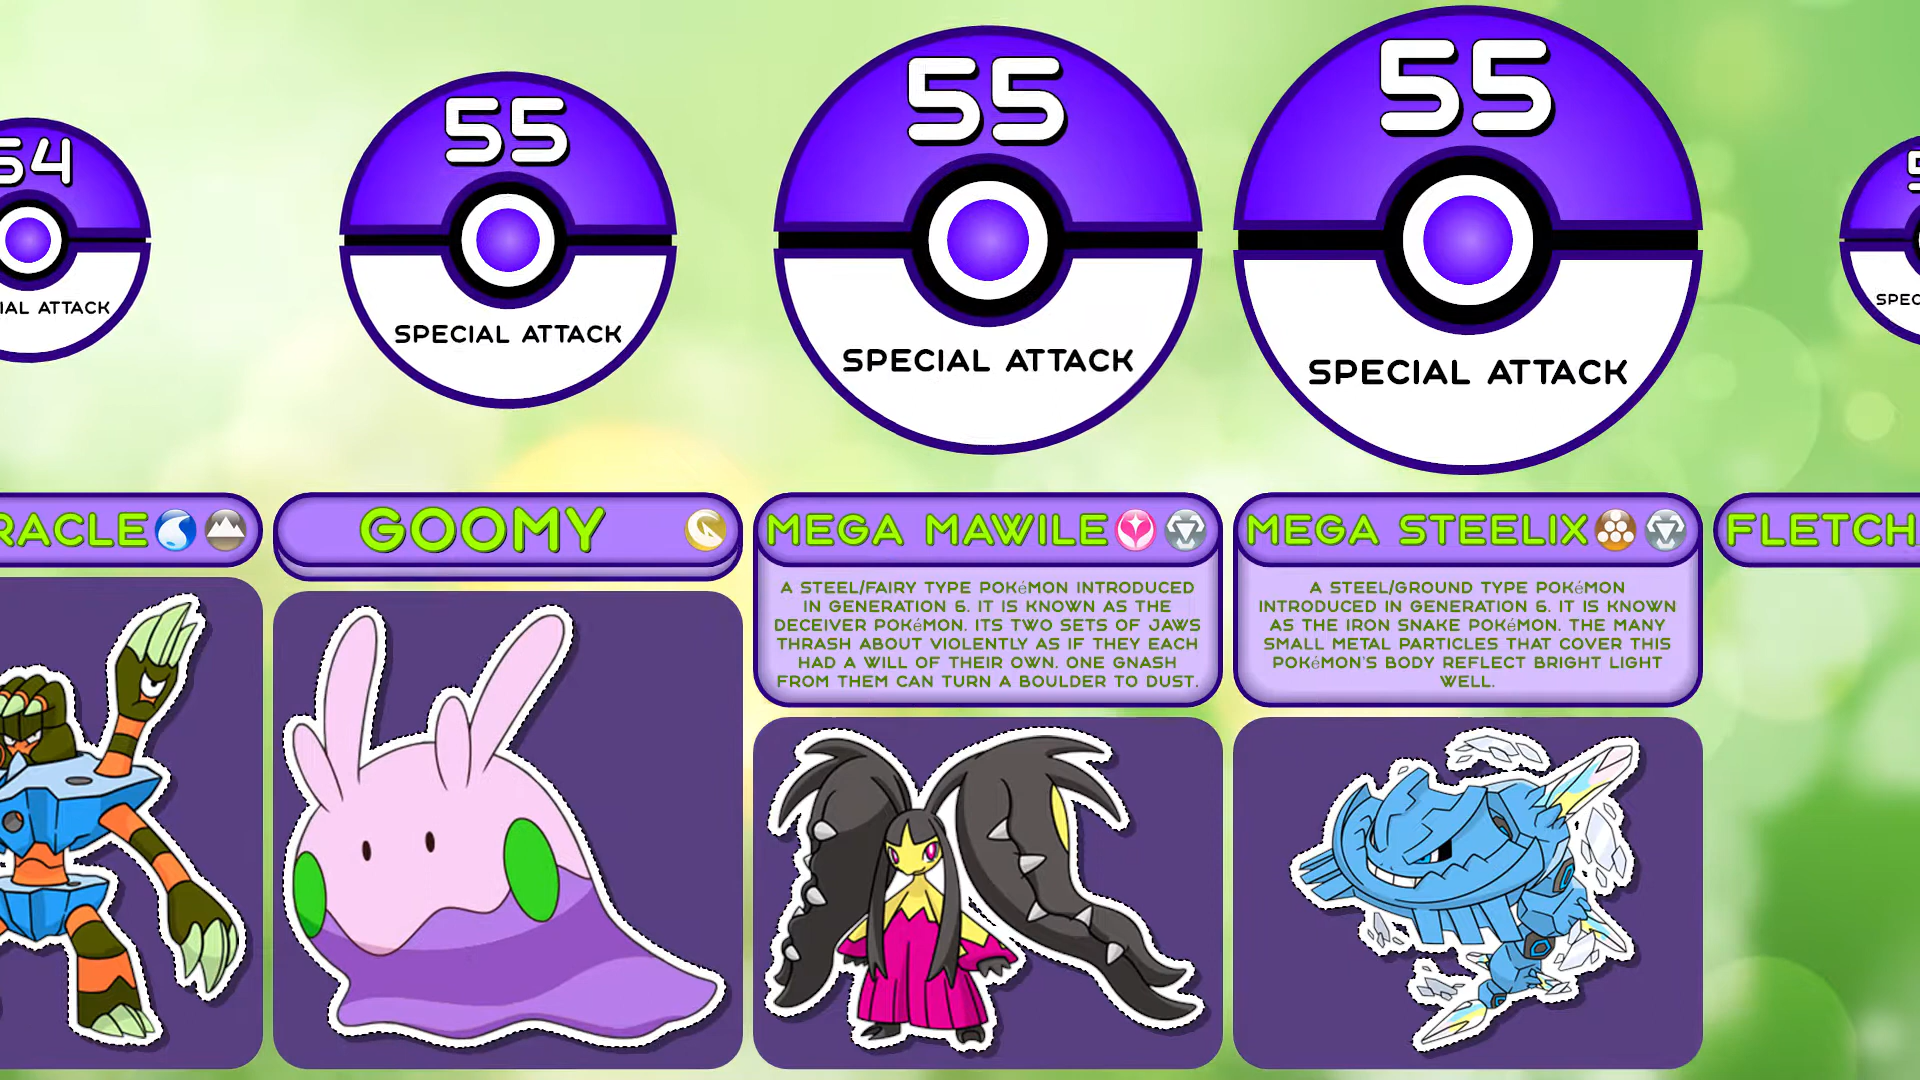 54
55
55
55
SPECIAL ATTACK
SPECIAL ATTACK
SPECIAL ATTACK
GOOMY
MEGA MAWILE
MEGA STEELIX
A STEEL/FAIRY TYPE POKéMON INTRODUCED
IN GENERATION 6. IT IS KNOWN AS THE
DECEIVER POKéMON. ITS TWO SETS OF JAWS
THRASH ABOUT VIOLENTLY AS IF THEY EACH
HAD A WILL OF THEIR OWN. ONE GNASH
FROM THEM CAN TURN A BOULDER TO DUST.
A STEEL/GROUND TYPE POKéMON
INTRODUCED IN GENERATION 6. IT IS KNOWN
AS THE IRON SNAKE POKéMON. THE MANY
SMALL METAL PARTICLES THAT COVER THIS
POKéMON'S BODY REFLECT BRIGHT LIGHT
WELL.
RACLE
FLETCH
IAL ATTACK
SPEC